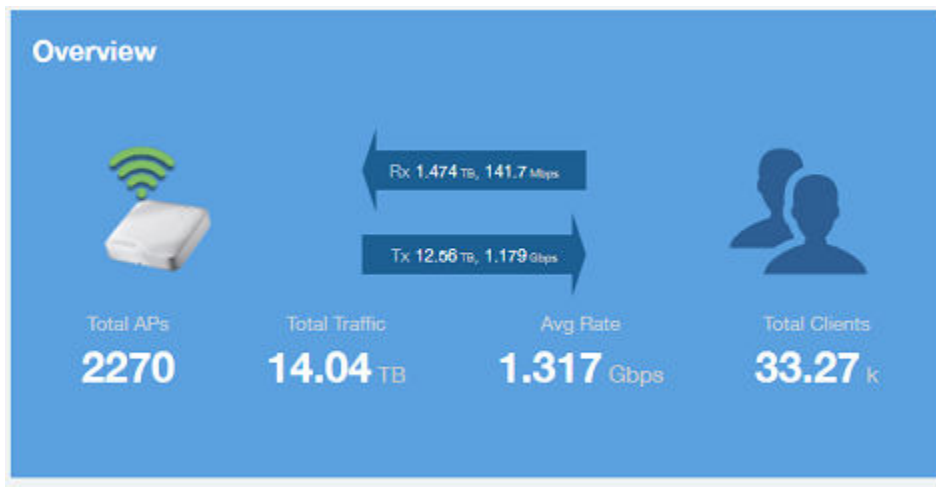 Overview
Rx 1.474 TB, 141.7 Mbps
Tx 12.56 TB, 1.179 Gbps
Total APs
2270
Total Traffic
14.04 TB
Avg Rate
1.317 Gbps
Total Clients
33.27 k